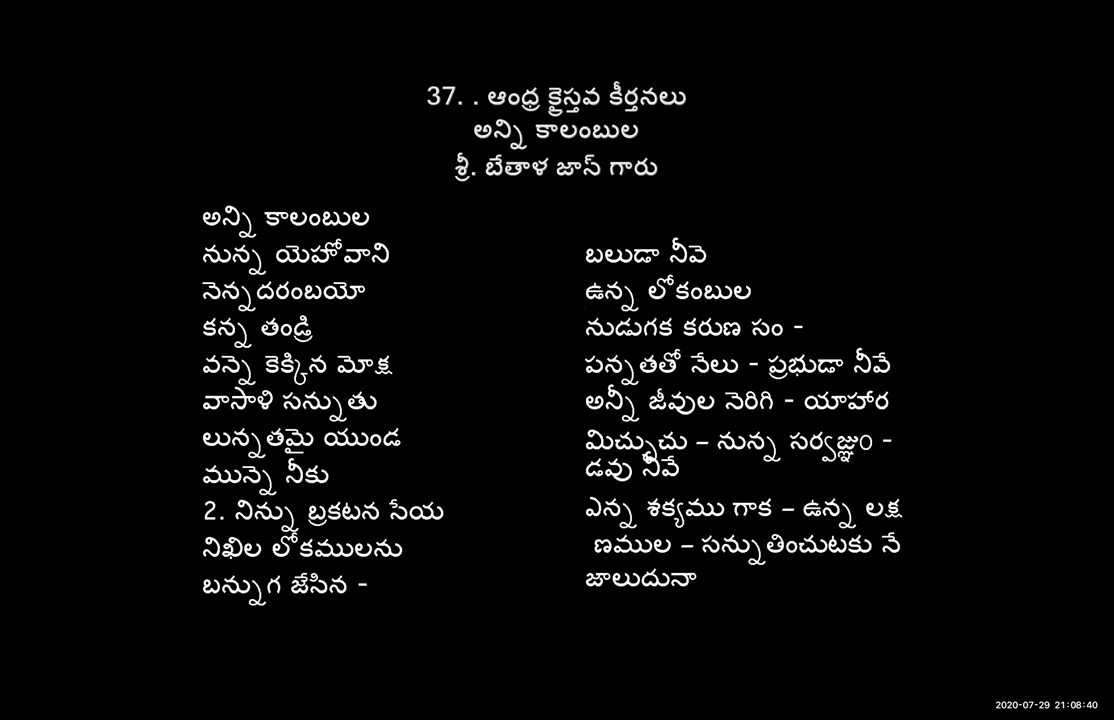 37. . ఆంధ్ర క్రైస్తవ కీర్తనలు
అన్ని కాలంబుల
శ్రీ. బేతాళ జాస్ గారు
అన్ని కాలంబుల
నున్న యెహోవాని
నెన్నదరంబయో
కన్న తండ్రి
వన్నె కెక్కిన మోక్ష
వాసాళి సన్నుతు
లున్నతమై యుండ
మున్నె నీకు
2. నిన్ను బ్రకటన సేయ
నిఖిల లోకములను
బన్నుగ జేసిన -
బలుడా నీవె
ఉన్న లోకంబుల
నుడుగక కరుణ సం -
పన్నతతో నేలు - ప్రభుడా నీవే
అన్నీ జీవుల నెరిగి - యాహార
మిచ్చుచు – నున్న సర్వజ్ఞుం -
డవు నీవే
ఎన్న శక్యము గాక – ఉన్న లక్ష
ణముల – సన్నుతించుటకు నే
జాలుదునా
2020-07-29 21:08:40